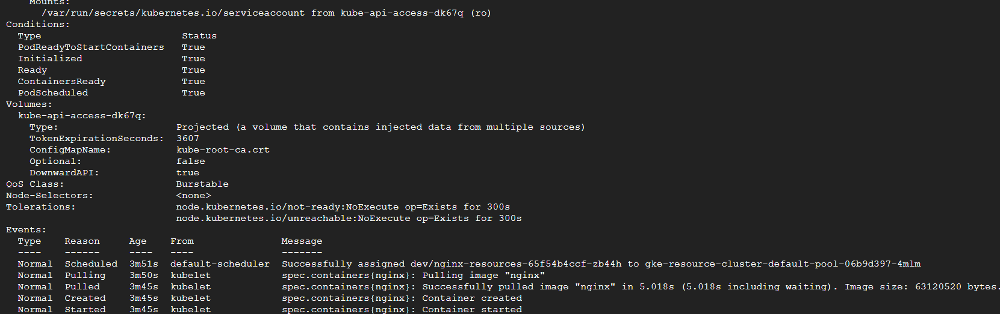 Mounts:
/var/run/secrets/kubernetes.io/serviceaccount from kube-api-access-dk67q (ro)
Conditions:
Type Status
PodReadyToStartContainers True
Initialized True
Ready True
ContainersReady True
PodScheduled True
Volumes:
kube-api-access-dk67q:
Type: Projected (a volume that contains injected data from multiple sources)
TokenExpirationSeconds: 3607
ConfigMapName: kube-root-ca.crt
Optional: false
DownwardAPI: true
QoS Class: Burstable
Node-Selectors: <none>
Tolerations: node.kubernetes.io/not-ready:NoExecute op=Exists for 300s
node.kubernetes.io/unreachable:NoExecute op=Exists for 300s
Events:
Type Reason Age From Message
---- ------ ---- ---- -------
Normal Scheduled 3m51s default-scheduler Successfully assigned dev/nginx-resources-65f54b4ccf-zb44h to gke-resource-cluster-default-pool-06b9d397-4mlm
Normal Pulling 3m50s kubelet spec.containers{nginx}: Pulling image "nginx"
Normal Pulled 3m45s kubelet spec.containers{nginx}: Successfully pulled image "nginx" in 5.018s (5.018s including waiting). Image size: 63120520 bytes.
Normal Created 3m45s kubelet spec.containers{nginx}: Container created
Normal Started 3m45s kubelet spec.containers{nginx}: Container started